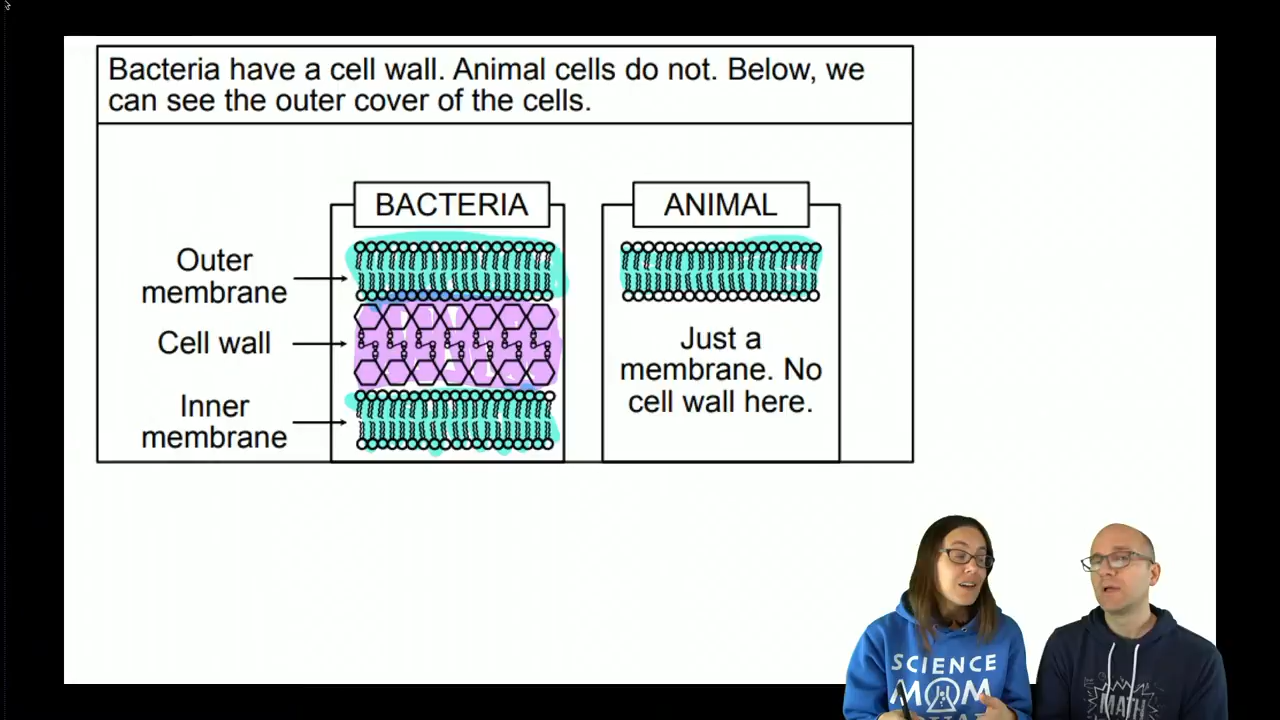 Bacteria have a cell wall. Animal cells do not. Below, we
can see the outer cover of the cells.
BACTERIA
ANIMAL
Outer
membrane
Cell wall
Inner
membrane
Just a
membrane. No
cell wall here.
SCIENCE
MOM
MATH